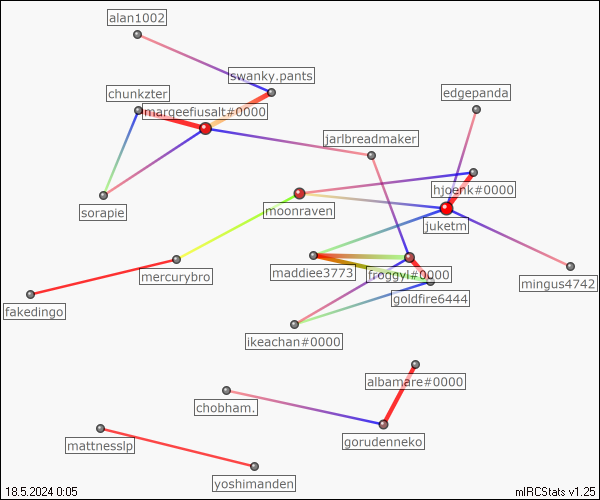 alan1002
swanky.pants
chunkzter
edgepanda
margeefiusalt#0000
jarlbreadmaker
hjoenk#0000
sorapie
moonraven
juketm
maddiee3773
froggyl#0000
mercurybro
mingus4742
goldfire6444
fakedingo
ikeachan#0000
albamare#0000
chobham.
gorudenneko
mattnesslp
yoshimanden
18.5.2024 0:05
mIRCStats v1.25